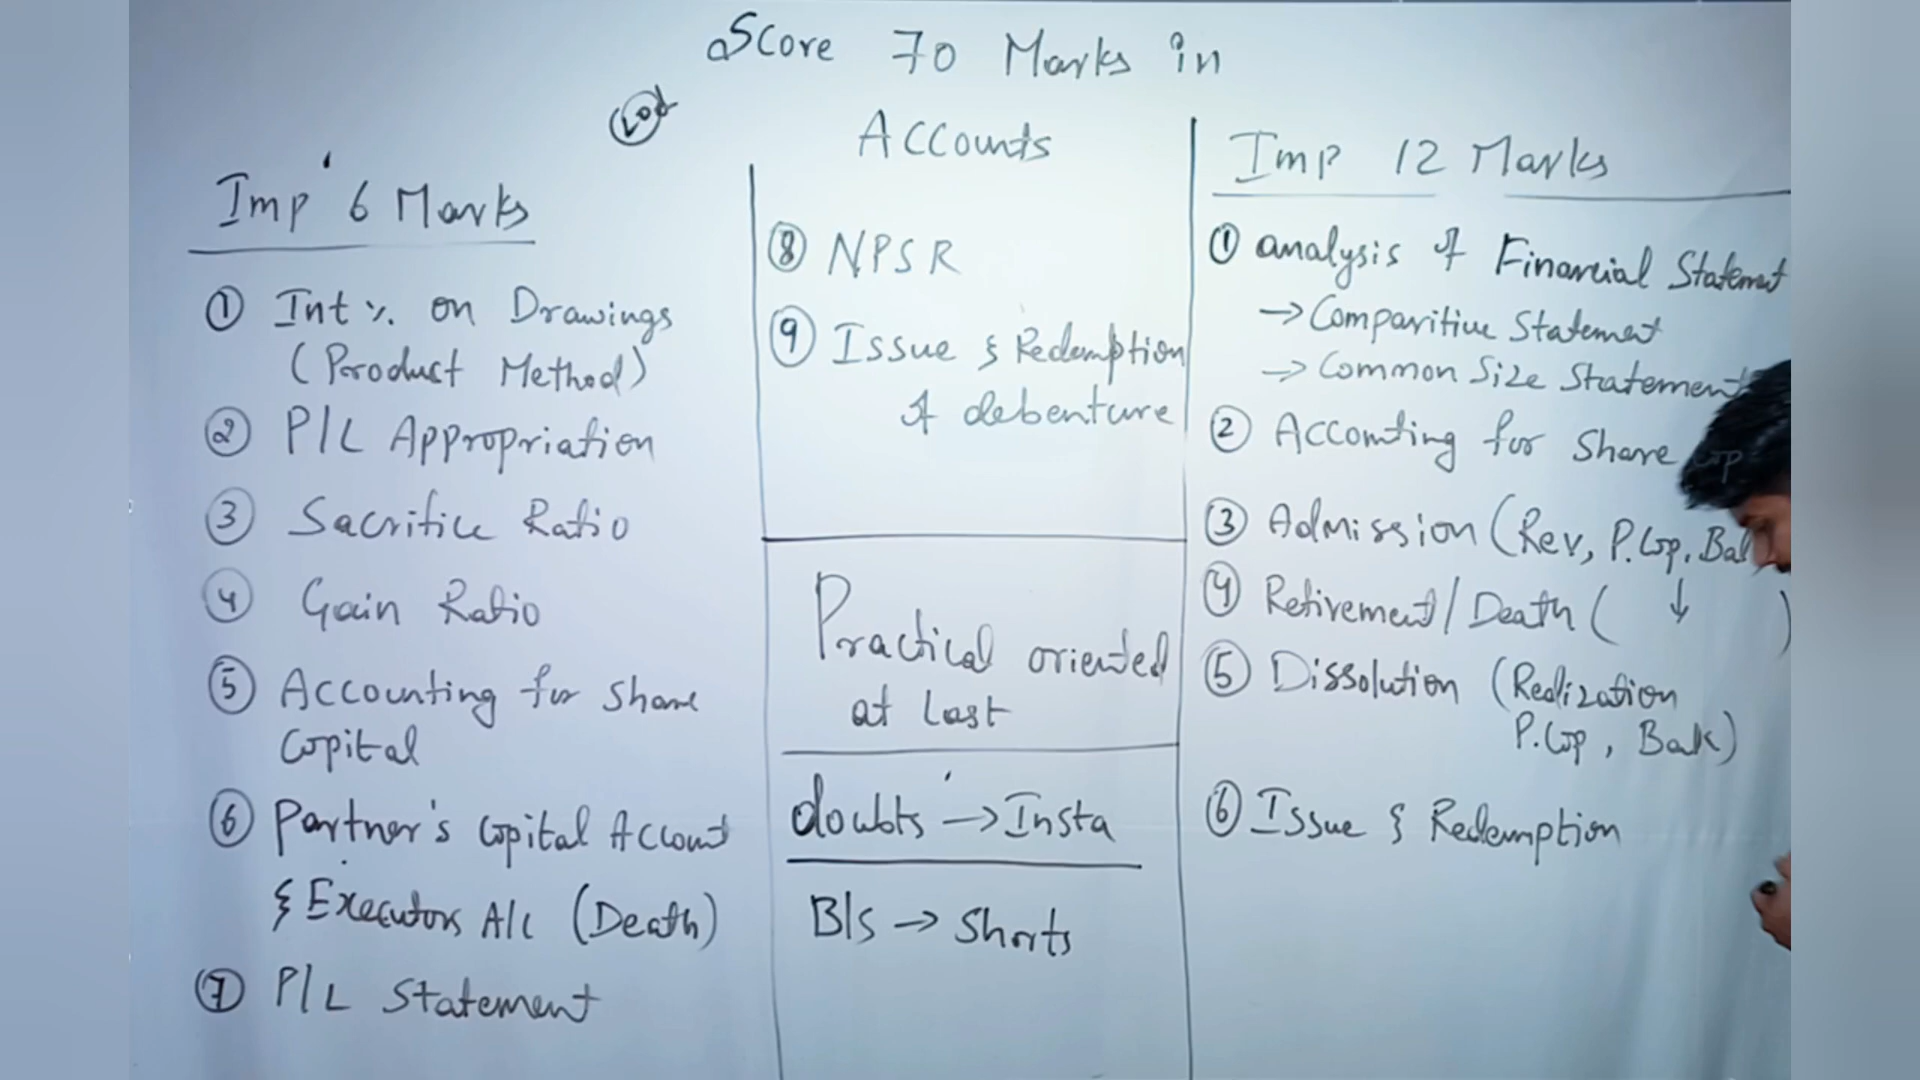 Score 70 Marks in
Accounts
Imp 6 Marks
① Int % on Drawings
(Product Method)
② P/L Appropriation
③ Sacrifice Ratio
④ Gain Ratio
⑤ Accounting for Share
Capital
⑥ Partner's Capital Account
& Executors A/c (Death)
⑦ P/L Statement
⑧ NPSR
⑨ Issue & Redemption
of debenture
Practical oriented
at Last
doubts → Insta
B/S → Shorts
Imp 12 Marks
① analysis of Financial Statemet
→ Comparitive Statement
→ Common Size Statement
② Accounting for Share Cap
③ Admission (Rev, P.Cap, Bal
④ Retirement/Death ( ↓ )
⑤ Dissolution (Realization
P.Cap, Bank)
⑥ Issue & Redemption